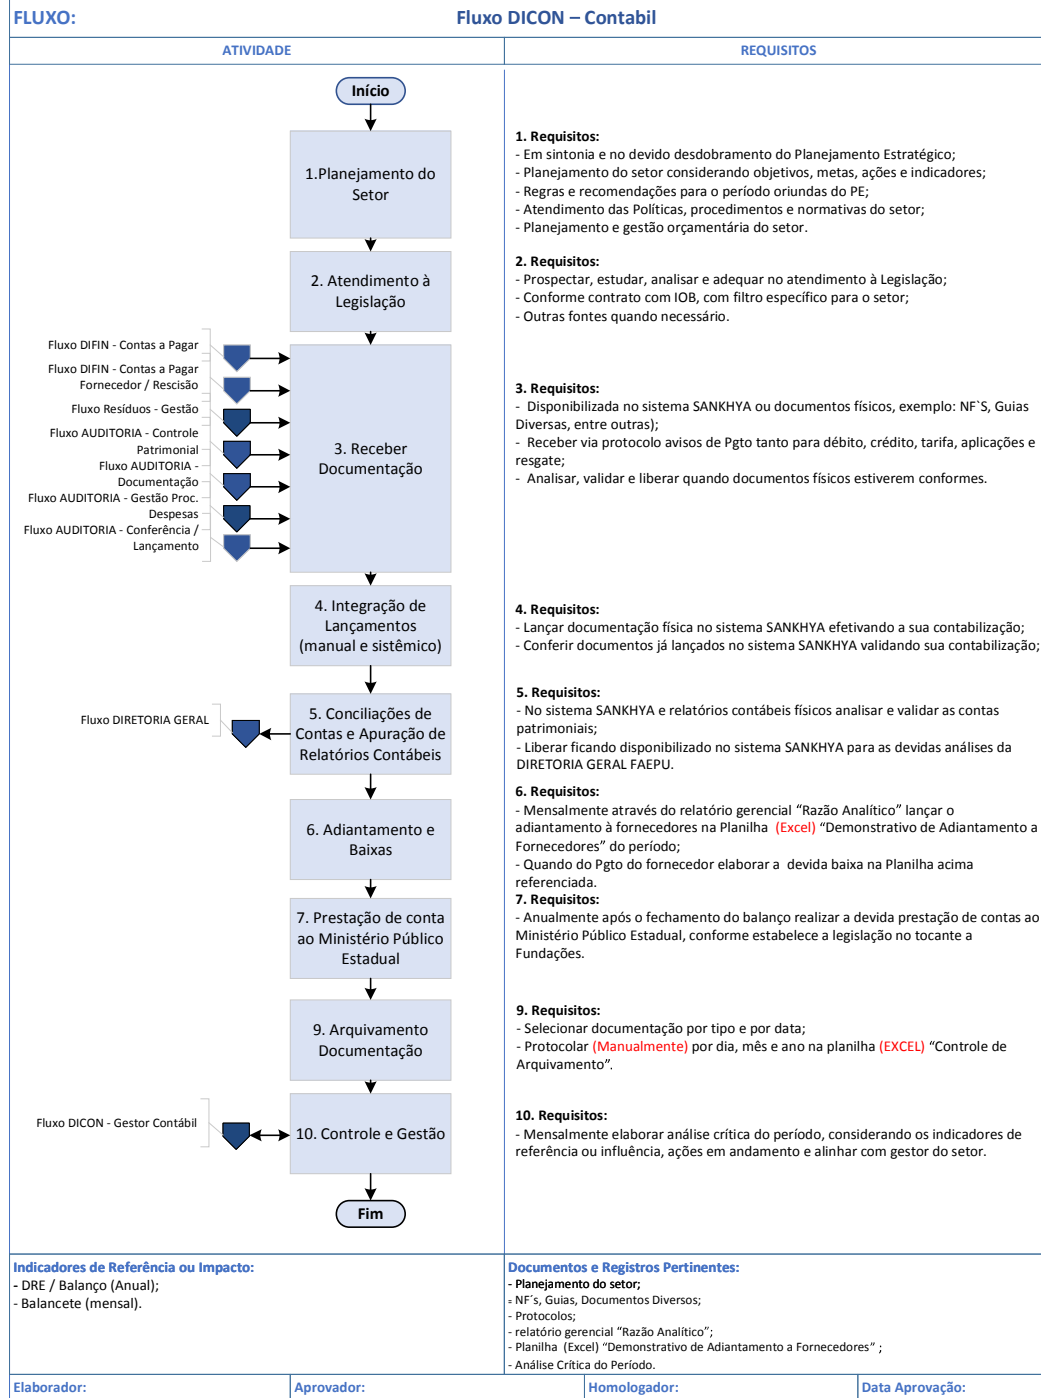 FLUXO:
Fluxo DICON – Contabil
ATIVIDADE
REQUISITOS
Início
1.Planejamento do
Setor
1. Requisitos:
- Em sintonia e no devido desdobramento do Planejamento Estratégico;
- Planejamento do setor considerando objetivos, metas, ações e indicadores;
- Regras e recomendações para o período oriundas do PE;
- Atendimento das Políticas, procedimentos e normativas do setor;
- Planejamento e gestão orçamentária do setor.
2. Atendimento à
Legislação
2. Requisitos:
- Prospectar, estudar, analisar e adequar no atendimento à Legislação;
- Conforme contrato com IOB, com filtro específico para o setor;
- Outras fontes quando necessário.
Fluxo DIFIN - Contas a Pagar
Fluxo DIFIN - Contas a Pagar
Fornecedor / Rescisão
Fluxo Resíduos - Gestão
Fluxo AUDITORIA - Controle
Patrimonial
Fluxo AUDITORIA -
Documentação
Fluxo AUDITORIA - Gestão Proc.
Despesas
Fluxo AUDITORIA - Conferência /
Lançamento
3. Receber
Documentação
3. Requisitos:
- Disponibilizada no sistema SANKHYA ou documentos físicos, exemplo: NF`S, Guias
Diversas, entre outras);
- Receber via protocolo avisos de Pgto tanto para débito, crédito, tarifa, aplicações e
resgate;
- Analisar, validar e liberar quando documentos físicos estiverem conformes.
4. Integração de
Lançamentos
(manual e sistêmico)
4. Requisitos:
- Lançar documentação física no sistema SANKHYA efetivando a sua contabilização;
- Conferir documentos já lançados no sistema SANKHYA validando sua contabilização;
Fluxo DIRETORIA GERAL
5. Conciliações de
Contas e Apuração de
Relatórios Contábeis
5. Requisitos:
- No sistema SANKHYA e relatórios contábeis físicos analisar e validar as contas
patrimoniais;
- Liberar ficando disponibilizado no sistema SANKHYA para as devidas análises da
DIRETORIA GERAL FAEPU.
6. Adiantamento e
Baixas
6. Requisitos:
- Mensalmente através do relatório gerencial “Razão Analítico” lançar o
adiantamento à fornecedores na Planilha (Excel) “Demonstrativo de Adiantamento a
Fornecedores” do período;
- Quando do Pgto do fornecedor elaborar a devida baixa na Planilha acima
referenciada.
7. Prestação de conta
ao Ministério Público
Estadual
7. Requisitos:
- Anualmente após o fechamento do balanço realizar a devida prestação de contas ao
Ministério Público Estadual, conforme estabelece a legislação no tocante a
Fundações.
9. Arquivamento
Documentação
9. Requisitos:
- Selecionar documentação por tipo e por data;
- Protocolar (Manualmente) por dia, mês e ano na planilha (EXCEL) “Controle de
Arquivamento”.
Fluxo DICON - Gestor Contábil
10. Controle e Gestão
10. Requisitos:
- Mensalmente elaborar análise crítica do período, considerando os indicadores de
referência ou influência, ações em andamento e alinhar com gestor do setor.
Fim
Indicadores de Referência ou Impacto:
- DRE / Balanço (Anual);
- Balancete (mensal).
Documentos e Registros Pertinentes:
- Planejamento do setor;
- NF´s, Guias, Documentos Diversos;
- Protocolos;
- relatório gerencial “Razão Analítico”;
- Planilha (Excel) “Demonstrativo de Adiantamento a Fornecedores” ;
- Análise Crítica do Período.
Elaborador:
Aprovador:
Homologador:
Data Aprovação: